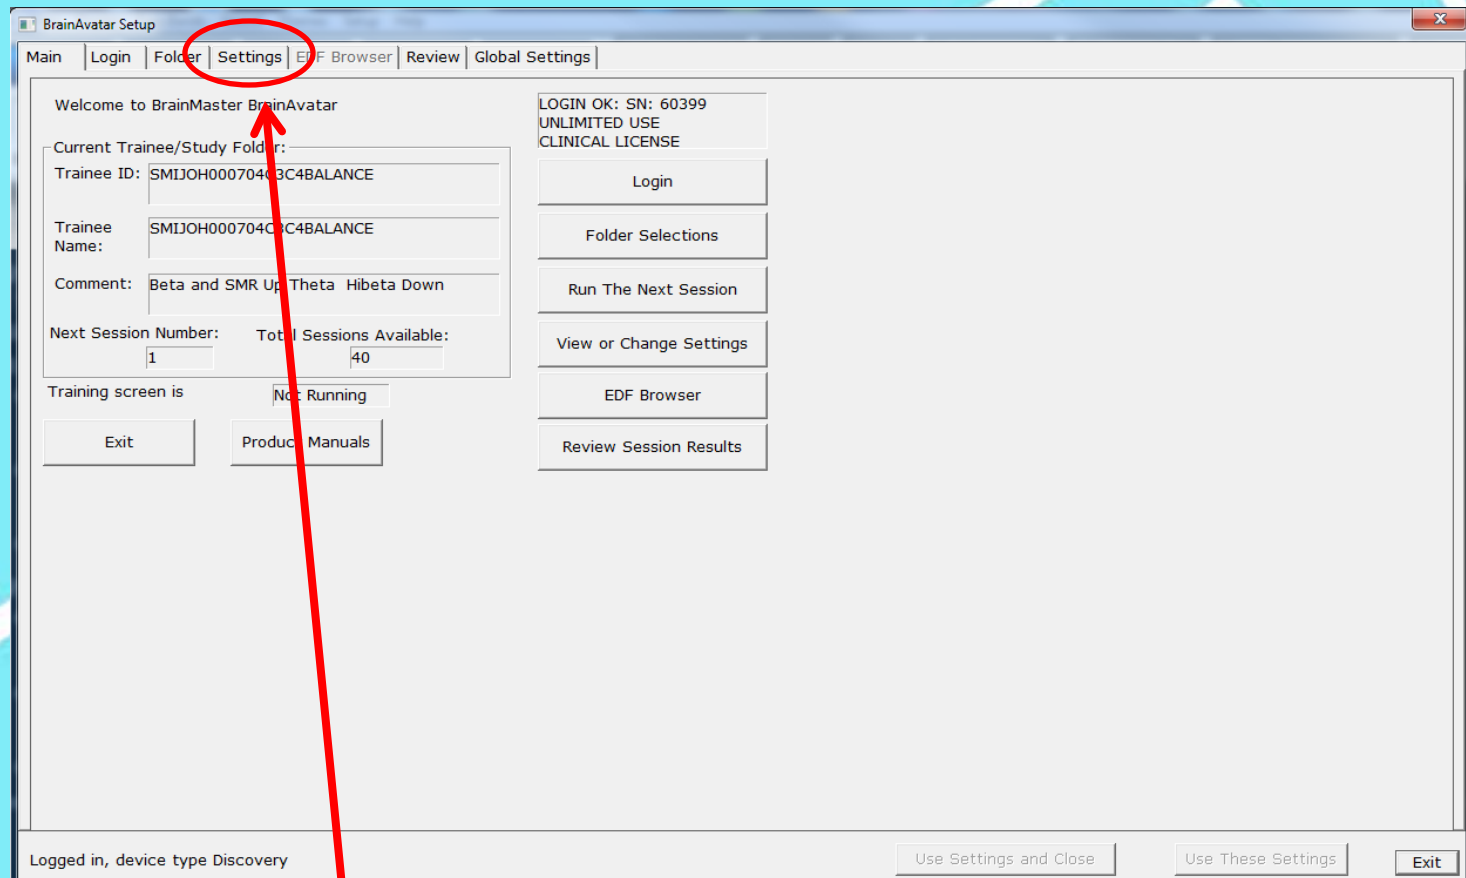 BrainAvatar Setup
Main Login Folder Settings EDF Browser Review Global Settings
Welcome to BrainMaster BrainAvatar
LOGIN OK: SN: 60399
UNLIMITED USE
CLINICAL LICENSE
Current Trainee/Study Folder:
Trainee ID: SMIJOH000704C3C4BALANCE
Trainee Name: SMIJOH000704C3C4BALANCE
Comment: Beta and SMR Up Theta Hibeta Down
Next Session Number: 1
Total Sessions Available: 40
Training screen is Not Running
Exit
Product Manuals
Login
Folder Selections
Run The Next Session
View or Change Settings
EDF Browser
Review Session Results
Logged in, device type Discovery
Use Settings and Close
Use These Settings
Exit